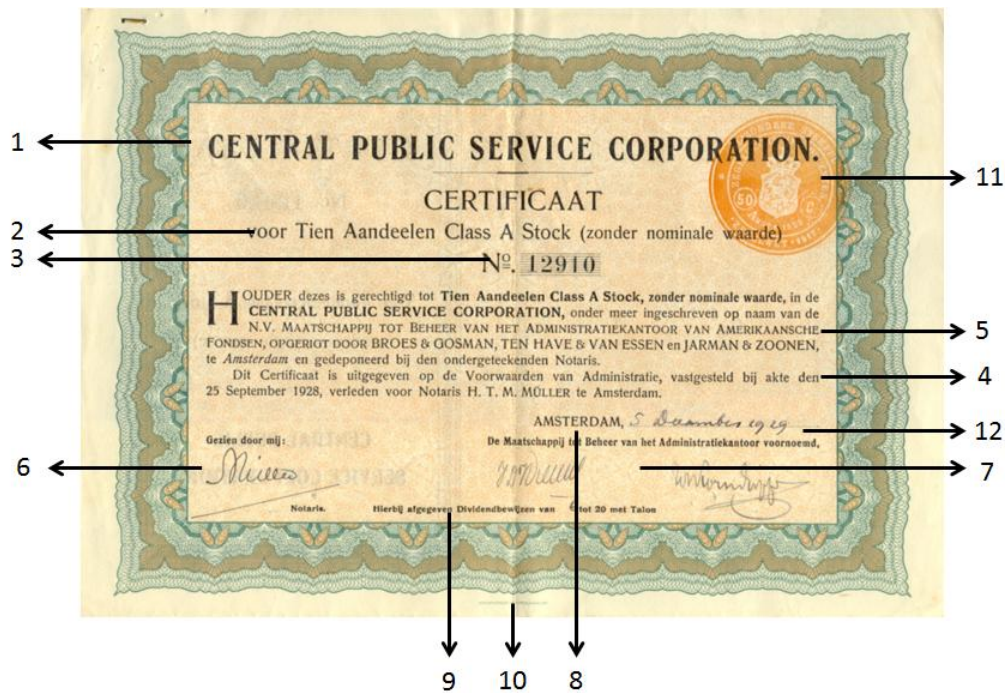 1
CENTRAL PUBLIC SERVICE CORPORATION.
11
CERTIFICAAT
2
voor Tien Aandeelen Class A Stock (zonder nominale waarde)
3
Nº. 12910
HOUDER dezes is gerechtigd tot Tien Aandeelen Class A Stock, zonder nominale waarde, in de
CENTRAL PUBLIC SERVICE CORPORATION, onder meer ingeschreven op naam van de
N.V. MAATSCHAPPIJ TOT BEHEER VAN HET ADMINISTRATIEKANTOOR VAN AMERIKAANSCHE
5
FONDSEN, OPGERIGT DOOR BROES & GOSMAN, TEN HAVE & VAN ESSEN en JARMAN & ZOONEN,
te Amsterdam en gedeponeerd bij den ondergeteekenden Notaris.
Dit Certificaat is uitgegeven op de Voorwaarden van Administratie, vastgesteld bij akte den
4
25 September 1928, verleden voor Notaris H. T. M. MÜLLER te Amsterdam.
AMSTERDAM, 5 December 1929
12
Gezien door mij:
De Maatschappij tot Beheer van het Administratiekantoor voornoemd,
6
7
Notaris.
Hierbij afgegeven Dividendbewijzen van 6 tot 20 met Talon
50
9
10
8